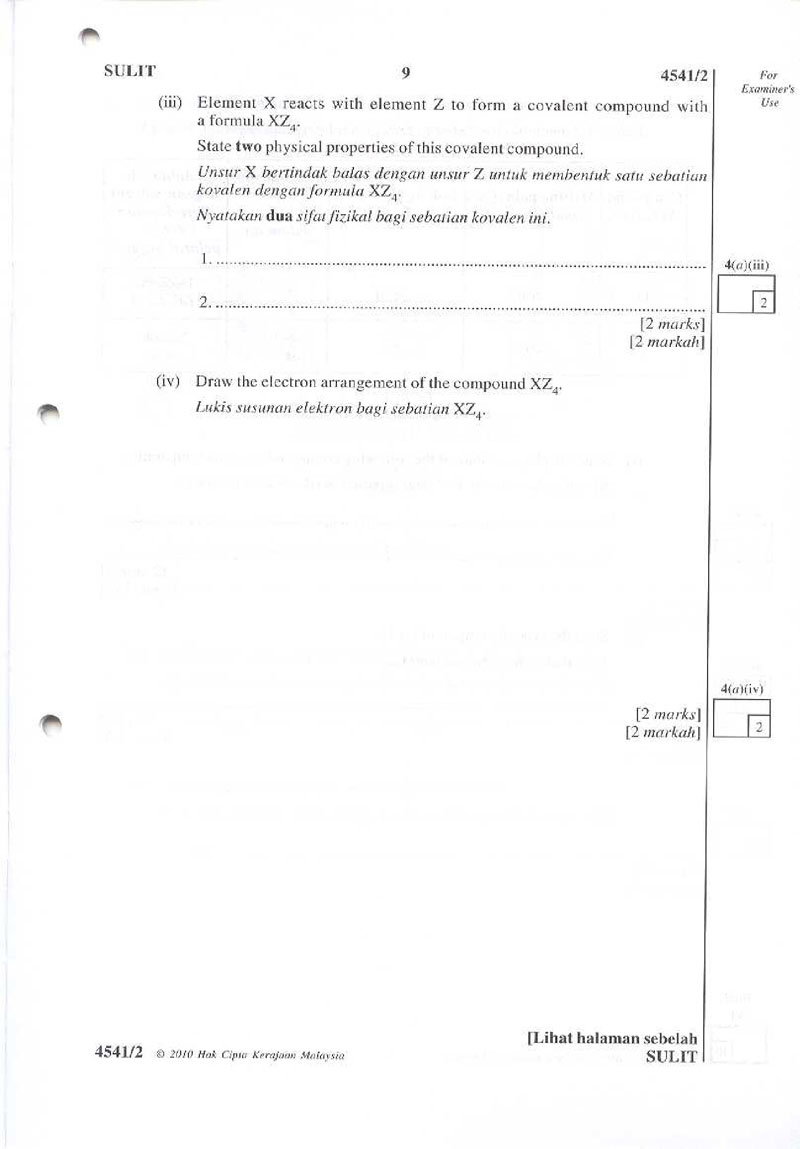 SULIT 9 4541/2 For
Examiner's
Use
(iii) Element X reacts with element Z to form a covalent compound with
a formula XZ₄.
State two physical properties of this covalent compound.
Unsur X bertindak balas dengan unsur Z untuk membentuk satu sebatian
kovalen dengan formula XZ₄.
Nyatakan dua sifat fizikal bagi sebatian kovalen ini.
1. ..........................................................................................
4(a)(iii)
2. ..........................................................................................
2
[2 marks]
[2 markah]
(iv) Draw the electron arrangement of the compound XZ₄.
Lukis susunan elektron bagi sebatian XZ₄.
4(a)(iv)
[2 marks]
2
[2 markah]
[Lihat halaman sebelah
4541/2 © 2010 Hak Cipta Kerajaan Malaysia
SULIT